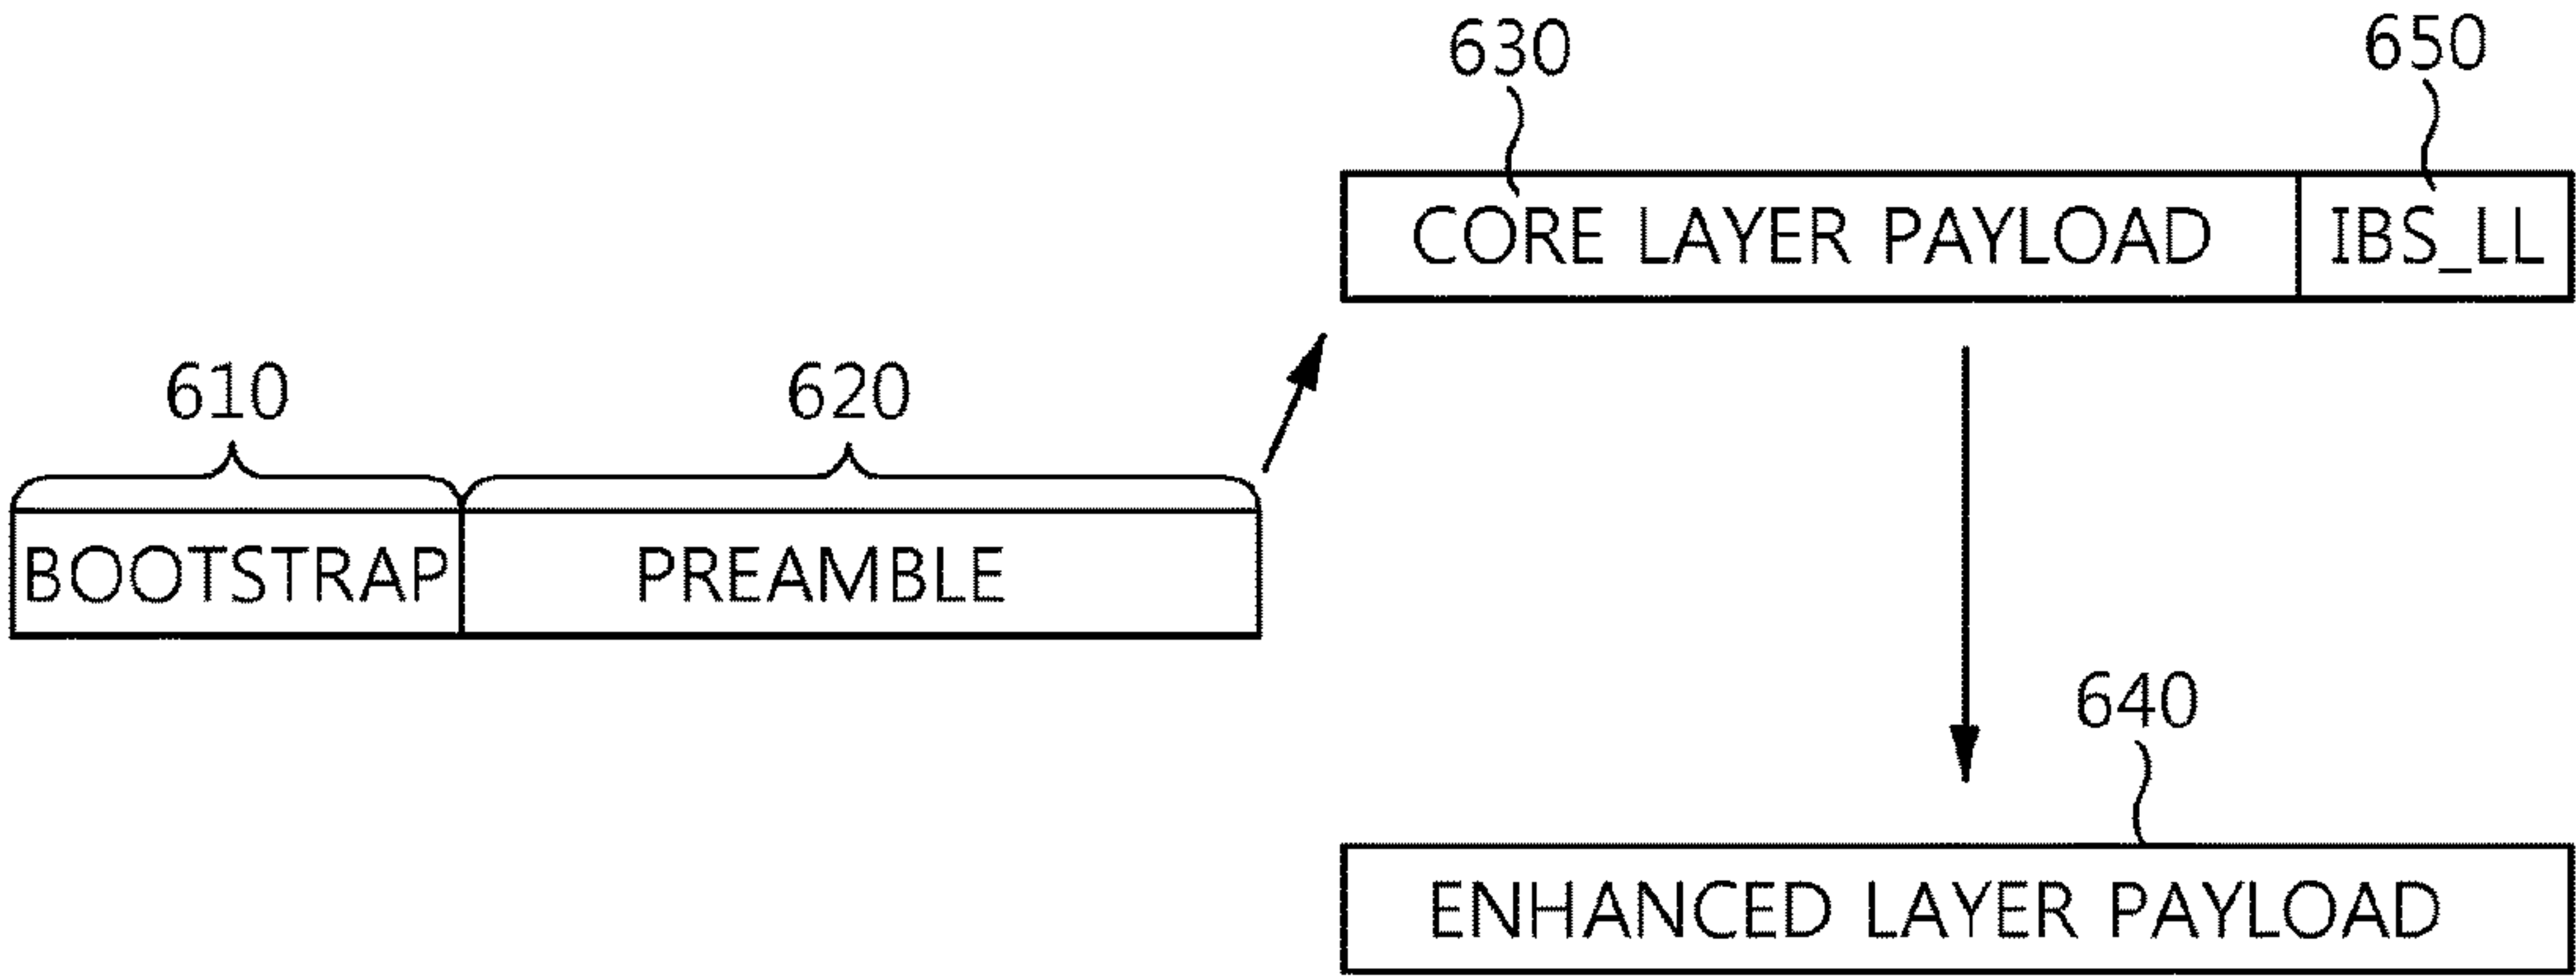 630 650
CORE LAYER PAYLOAD IBS_LL
610 620
BOOTSTRAP PREAMBLE
640
ENHANCED LAYER PAYLOAD